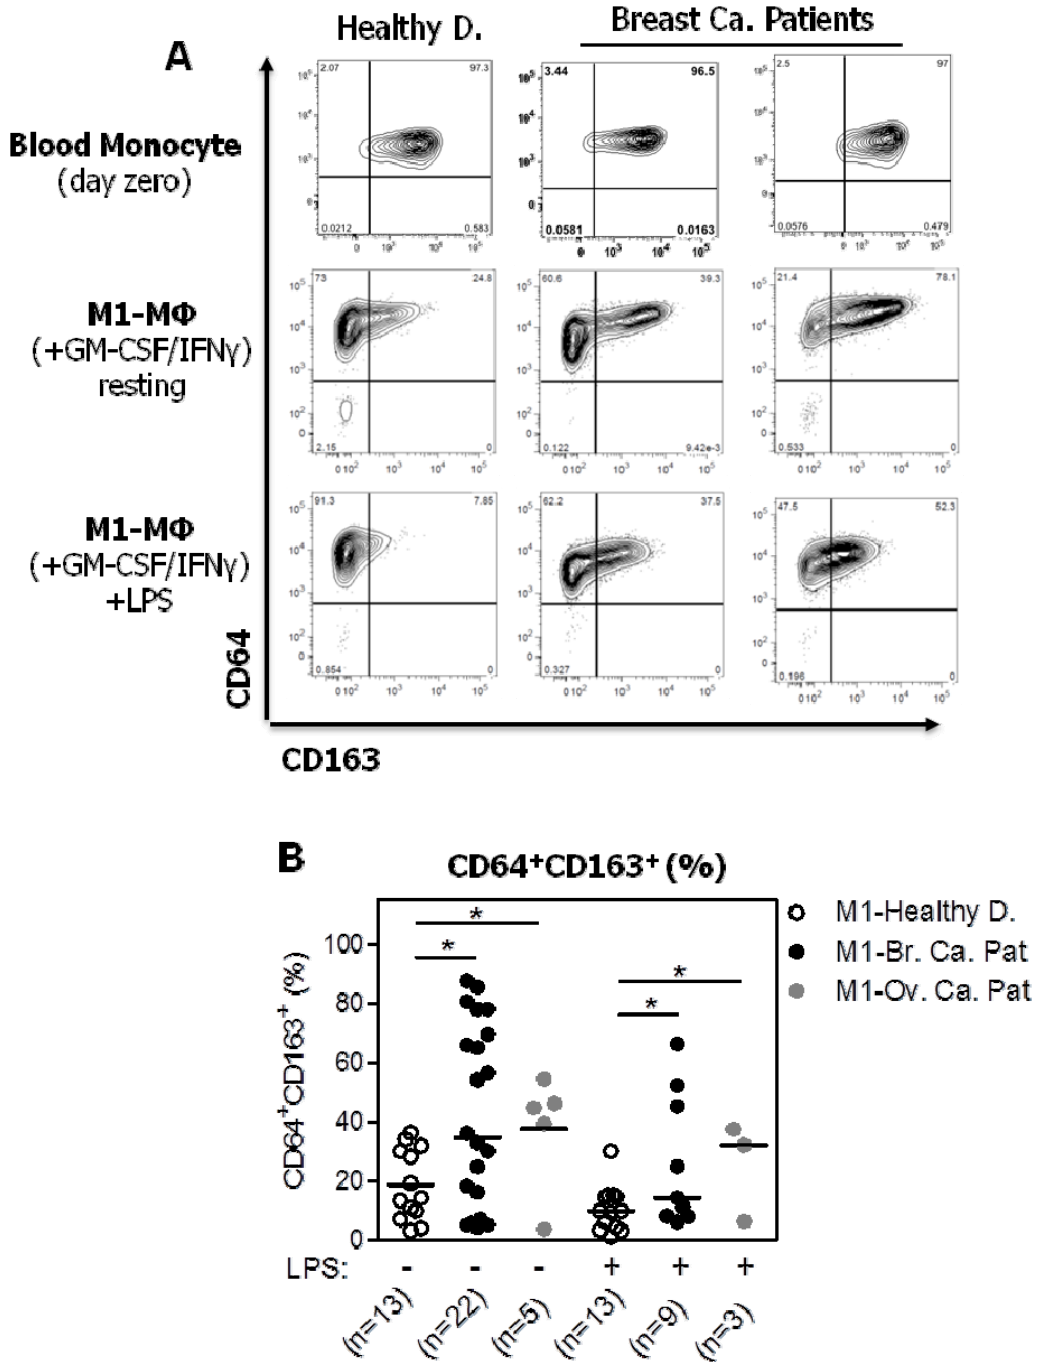 Healthy D.
Breast Ca. Patients
A
Blood Monocyte
(day zero)
2.07
97.3
0.0212
0.583
3.44
96.5
0.0581
0.0163
2.5
97
0.0576
0.479
M1-MΦ
(+GM-CSF/IFNγ)
resting
73
24.8
2.15
0
60.6
39.3
0.122
9.42e-3
21.4
78.1
0.533
0
M1-MΦ
(+GM-CSF/IFNγ)
+LPS
91.3
7.85
0.854
0
62.2
37.5
0.327
0
47.5
52.3
0.196
0
CD64
CD163
B
CD64⁺CD163⁺ (%)
CD64⁺CD163⁺ (%)
100
80
60
40
20
0
*
*
*
*
M1-Healthy D.
M1-Br. Ca. Pat
M1-Ov. Ca. Pat
LPS: - - - + + +
(n=13) (n=22) (n=5) (n=13) (n=9) (n=3)